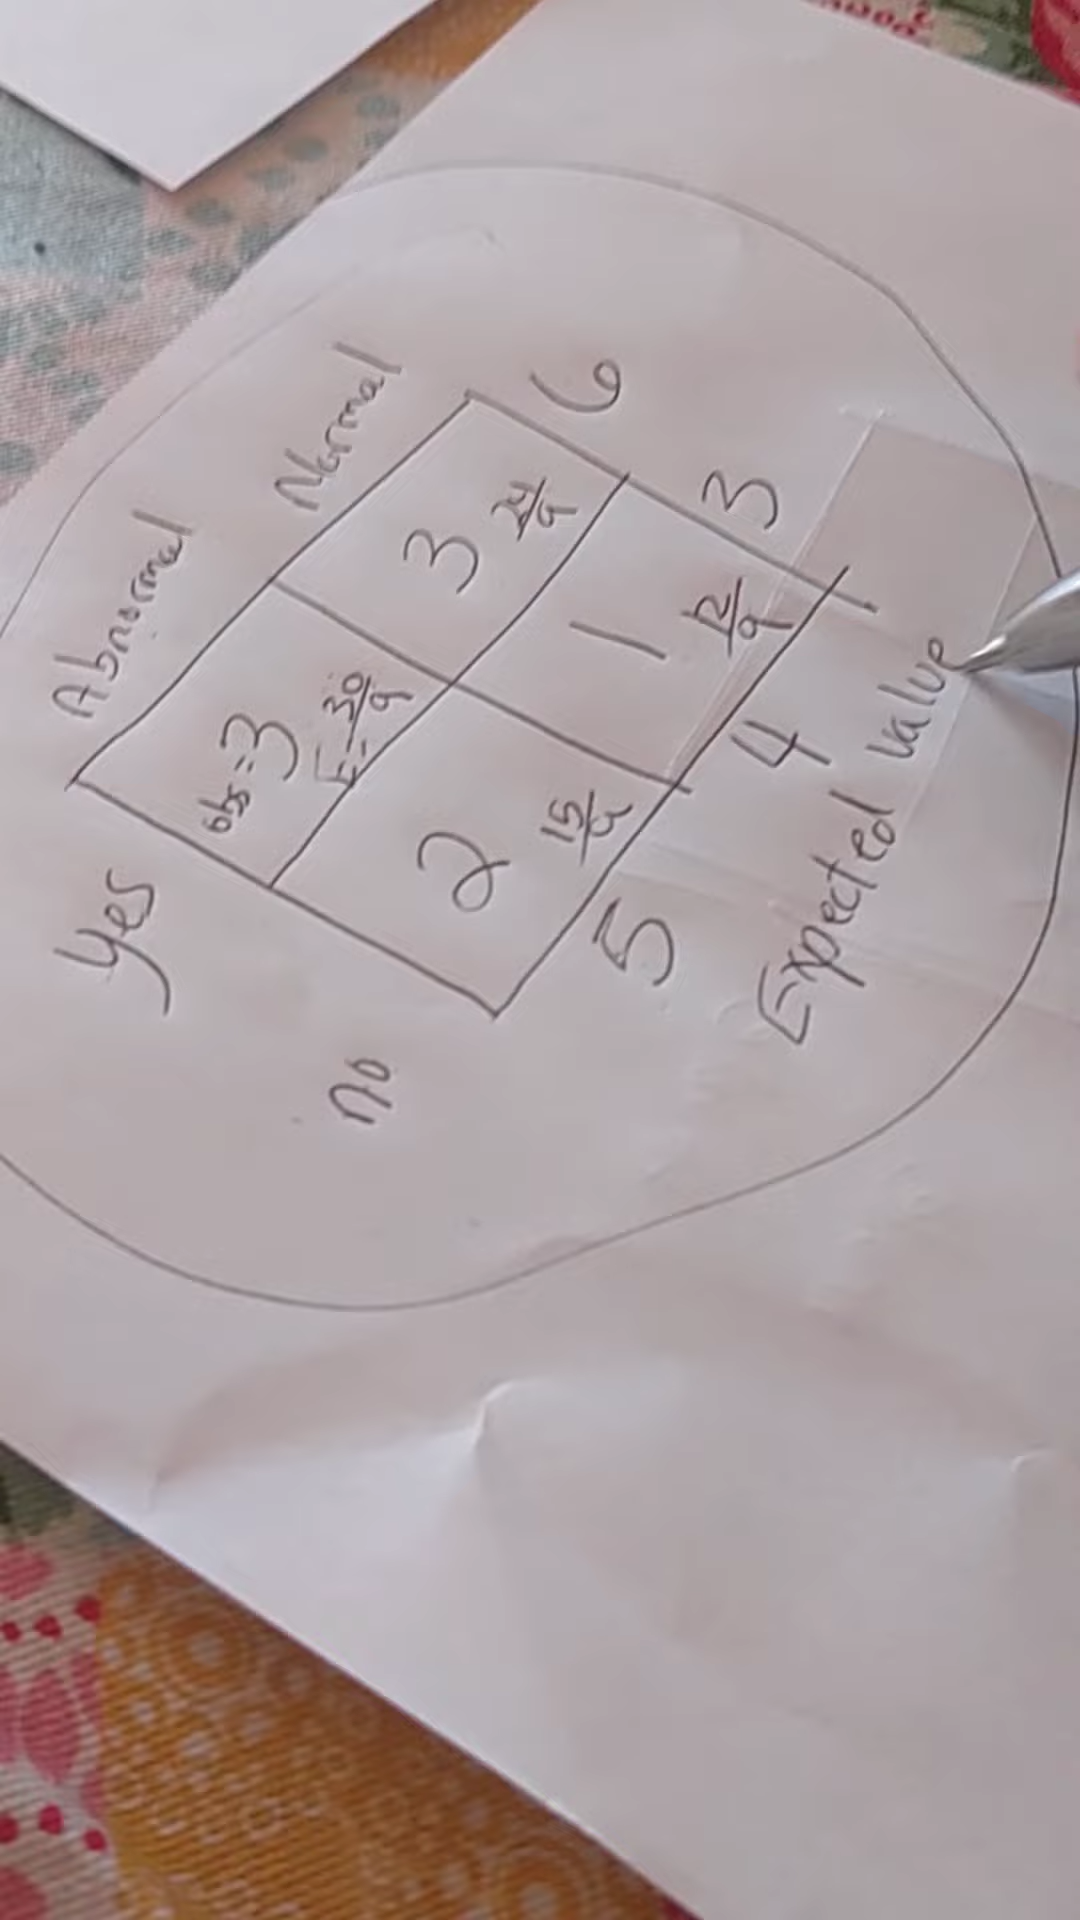 Abnormal Normal
Yes obs=3 E=30/9 3 24/9 6
no 2 15/9 1 12/9 3
5 4
Expected value